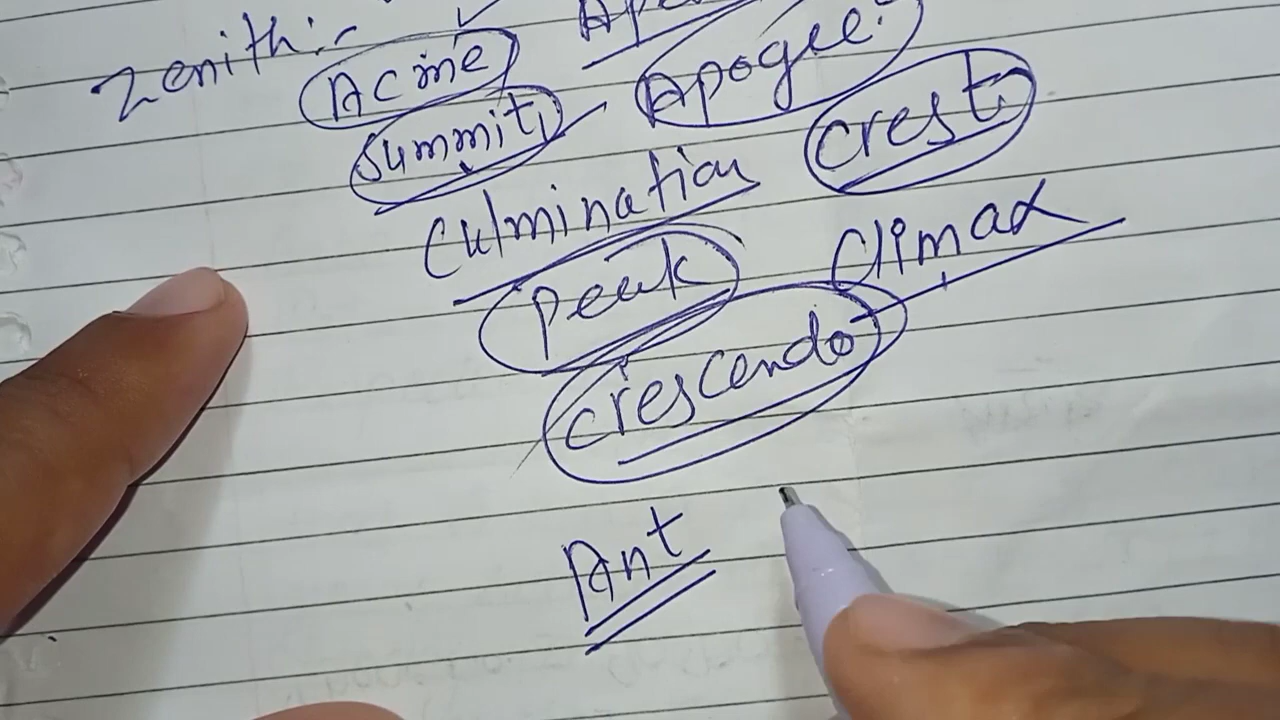 Zenith:-
Acme
Summit, Apogee.
Culmination Crest,
Peak Climax
Crescendo
Ant